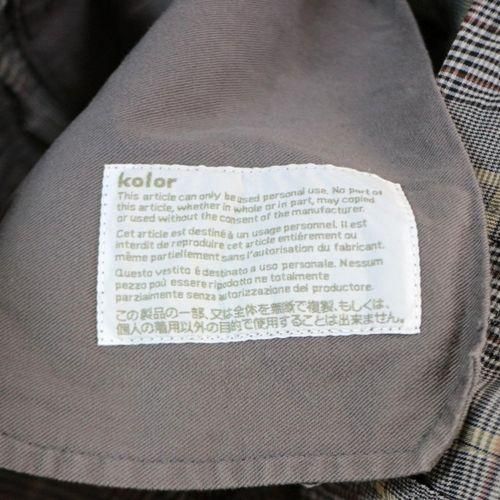 kolor
This article can only be used personal use. No part of
this article, whether in whole or in part, may copied
or used without the consent of the manufacturer.
Cet article est destiné à un usage personnel. Il est
interdit de reproduire cet article entiérement ou
même partiellement sans l'autorisation du fabricant.
Questo vestito é destinato a uso personale. Nessum
pezzo puó essere ripodotto ne totalmente
parzialmente senza autorizzazione del productore.
この製品の一部、又は全体を無断で複製、もしくは、
個人の着用以外の目的で使用することは出来ません。